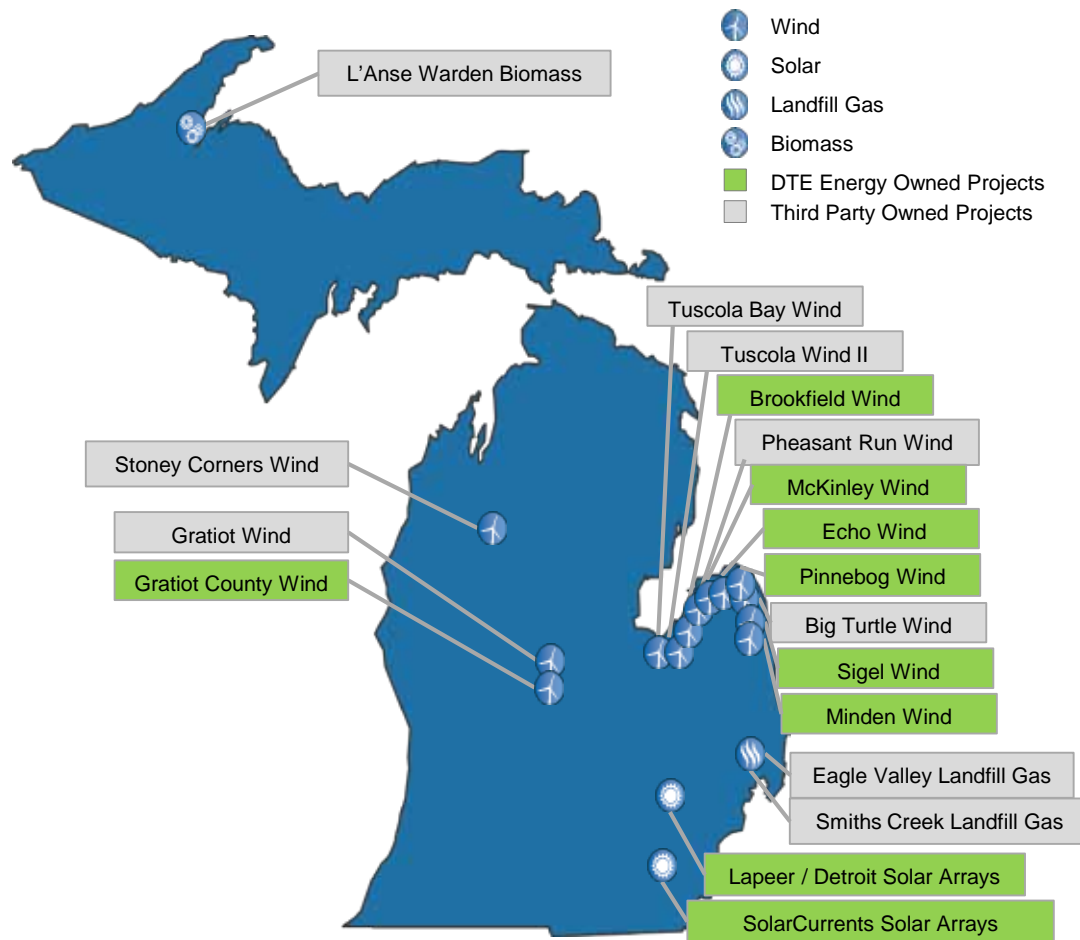 Wind
Solar
Landfill Gas
Biomass
DTE Energy Owned Projects
Third Party Owned Projects
L'Anse Warden Biomass
Tuscola Bay Wind
Tuscola Wind II
Brookfield Wind
Pheasant Run Wind
McKinley Wind
Echo Wind
Pinnebog Wind
Big Turtle Wind
Sigel Wind
Minden Wind
Stoney Corners Wind
Gratiot Wind
Gratiot County Wind
Eagle Valley Landfill Gas
Smiths Creek Landfill Gas
Lapeer / Detroit Solar Arrays
SolarCurrents Solar Arrays